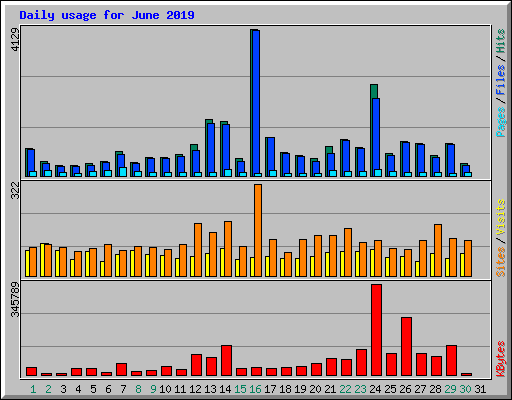 Daily usage for June 2019
4129
Pages / Files / Hits
322
Sites / Visits
345789
KBytes
1 2 3 4 5 6 7 8 9 10 11 12 13 14 15 16 17 18 19 20 21 22 23 24 25 26 27 28 29 30 31